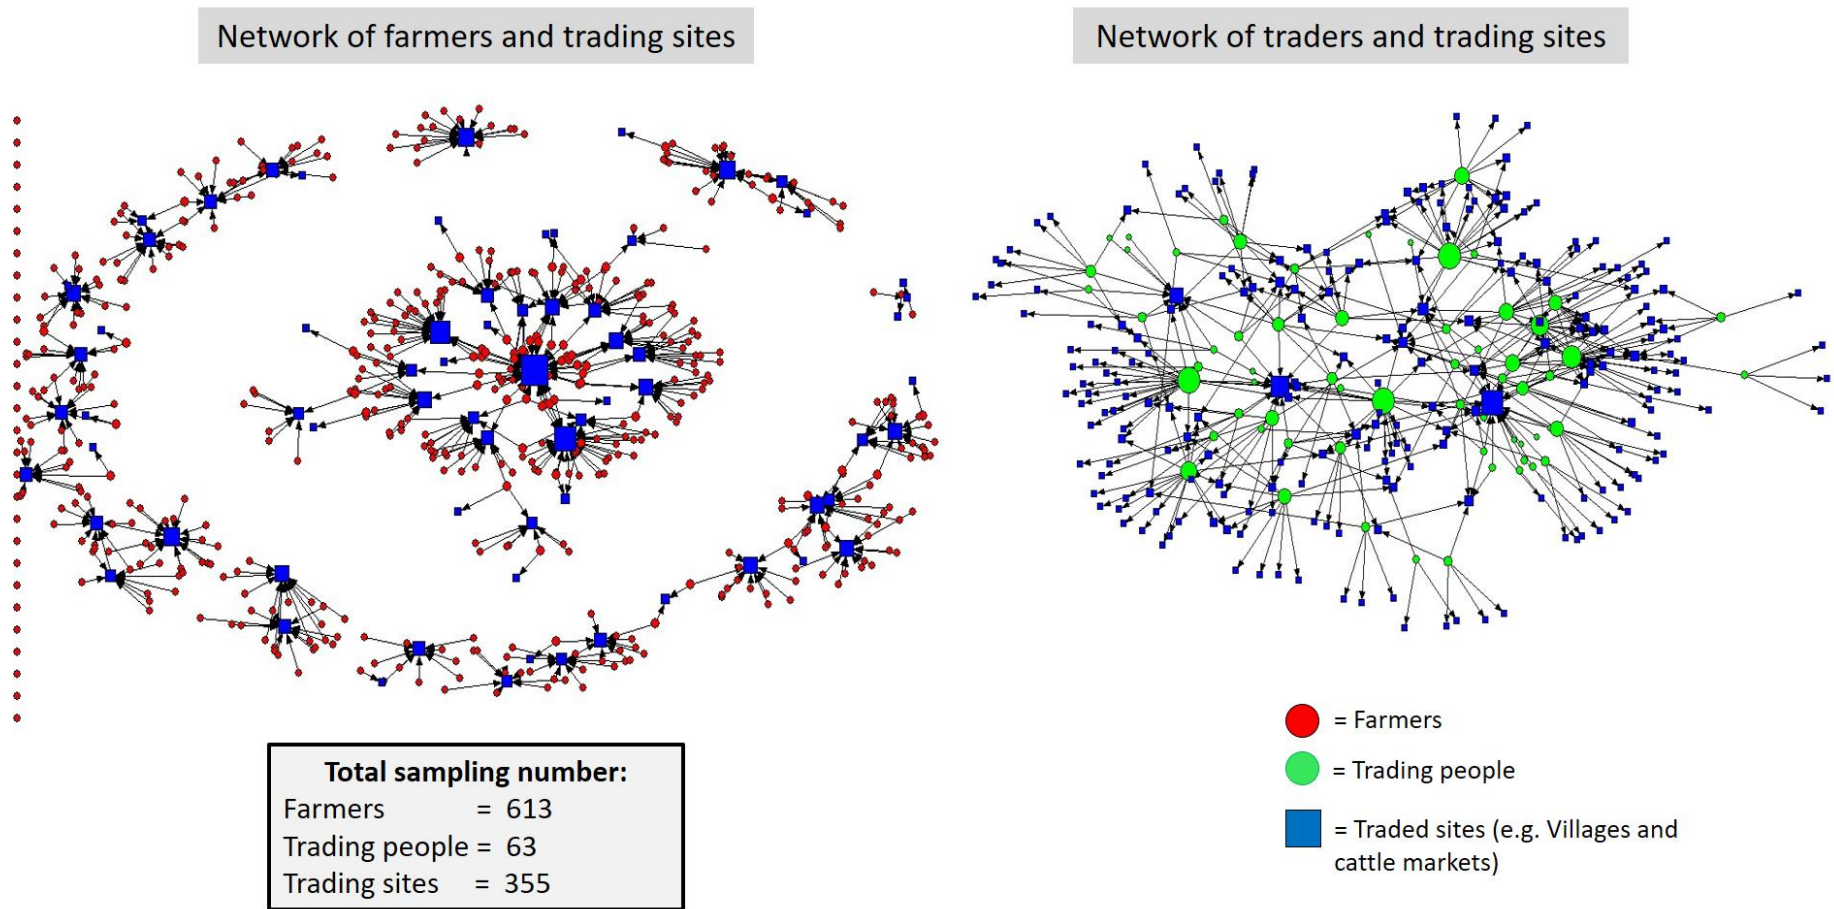 Network of farmers and trading sites
Network of traders and trading sites
Total sampling number:
Farmers = 613
Trading people = 63
Trading sites = 355
= Farmers
= Trading people
= Traded sites (e.g. Villages and
cattle markets)